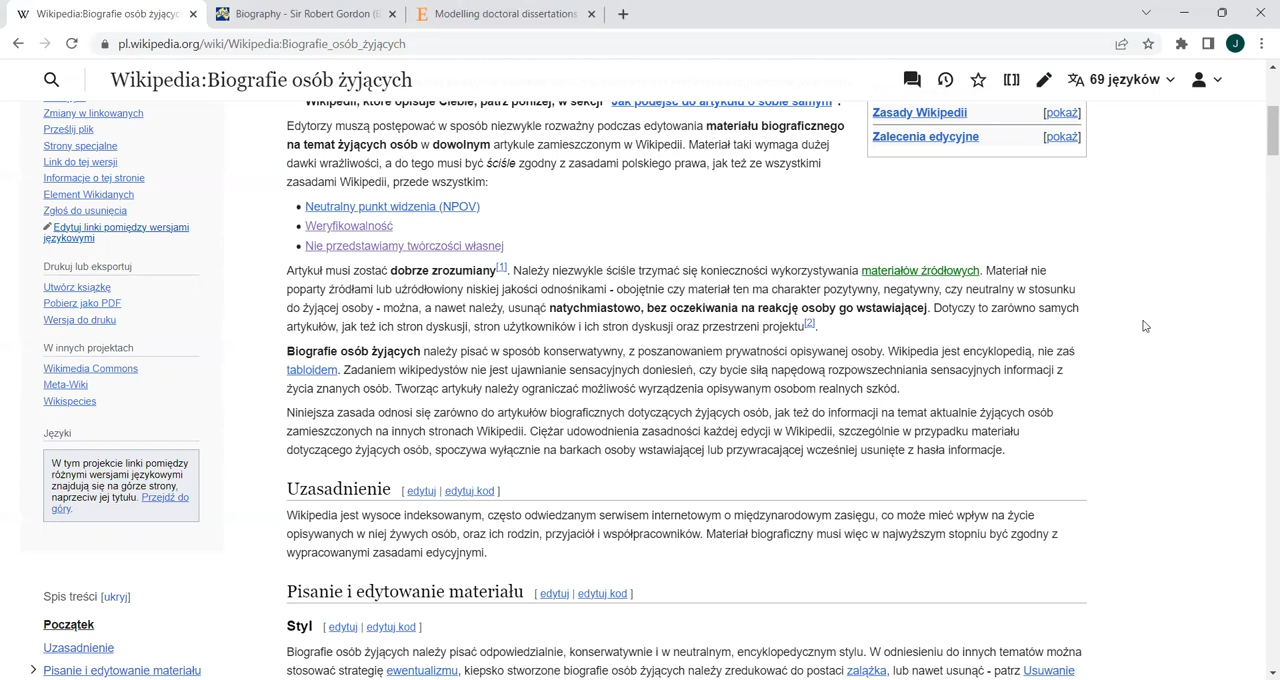 Wikipedia:Biografie osób żyjąc
Biography - Sir Robert Gordon (
Modelling doctoral dissertations
pl.wikipedia.org/wiki/Wikipedia:Biografie_osób_żyjących
J
Wikipedia:Biografie osób żyjących
69 języków
Zmiany w linkowanych
Prześlij plik
Strony specjalne
Link do tej wersji
Informacje o tej stronie
Element Wikidanych
Zgłoś do usunięcia
Edytuj linki pomiędzy wersjami
językowymi
Drukuj lub eksportuj
Utwórz książkę
Pobierz jako PDF
Wersja do druku
W innych projektach
Wikimedia Commons
Meta-Wiki
Wikispecies
Języki
W tym projekcie linki pomiędzy
różnymi wersjami językowymi
znajdują się na górze strony,
naprzeciw jej tytułu. Przejdź do
góry.
Spis treści [ukryj]
Początek
Uzasadnienie
Pisanie i edytowanie materiału
Wikipedii, które opisuje Ciebie, patrz poniżej, w sekcji "Jak podejść do artykułu o sobie samym".
Edytorzy muszą postępować w sposób niezwykle rozważny podczas edytowania materiału biograficznego
na temat żyjących osób w dowolnym artykule zamieszczonym w Wikipedii. Materiał taki wymaga dużej
dawki wrażliwości, a do tego musi być ściśle zgodny z zasadami polskiego prawa, jak też ze wszystkimi
zasadami Wikipedii, przede wszystkim:
• Neutralny punkt widzenia (NPOV)
• Weryfikowalność
• Nie przedstawiamy twórczości własnej
Artykuł musi zostać dobrze zrozumiany[1]. Należy niezwykle ściśle trzymać się konieczności wykorzystywania materiałów źródłowych. Materiał nie
poparty źródłami lub uźródłowiony niskiej jakości odnośnikami - obojętnie czy materiał ten ma charakter pozytywny, negatywny, czy neutralny w stosunku
do żyjącej osoby - można, a nawet należy, usunąć natychmiastowo, bez oczekiwania na reakcję osoby go wstawiającej. Dotyczy to zarówno samych
artykułów, jak też ich stron dyskusji, stron użytkowników i ich stron dyskusji oraz przestrzeni projektu[2].
Biografie osób żyjących należy pisać w sposób konserwatywny, z poszanowaniem prywatności opisywanej osoby. Wikipedia jest encyklopedią, nie zaś
tabloidem. Zadaniem wikipedystów nie jest ujawnianie sensacyjnych doniesień, czy bycie siłą napędową rozpowszechniania sensacyjnych informacji z
życia znanych osób. Tworząc artykuły należy ograniczać możliwość wyrządzenia opisywanym osobom realnych szkód.
Niniejsza zasada odnosi się zarówno do artykułów biograficznych dotyczących żyjących osób, jak też do informacji na temat aktualnie żyjących osób
zamieszczonych na innych stronach Wikipedii. Ciężar udowodnienia zasadności każdej edycji w Wikipedii, szczególnie w przypadku materiału
dotyczącego żyjących osób, spoczywa wyłącznie na barkach osoby wstawiającej lub przywracającej wcześniej usunięte z hasła informacje.
Uzasadnienie [ edytuj | edytuj kod ]
Wikipedia jest wysoce indeksowanym, często odwiedzanym serwisem internetowym o międzynarodowym zasięgu, co może mieć wpływ na życie
opisywanych w niej żywych osób, oraz ich rodzin, przyjaciół i współpracowników. Materiał biograficzny musi więc w najwyższym stopniu być zgodny z
wypracowanymi zasadami edycyjnymi.
Pisanie i edytowanie materiału [ edytuj | edytuj kod ]
Styl [ edytuj | edytuj kod ]
Biografie osób żyjących należy pisać odpowiedzialnie, konserwatywnie i w neutralnym, encyklopedycznym stylu. W odniesieniu do innych tematów można
stosować strategię ewentualizmu, kiepsko stworzone biografie osób żyjących należy zredukować do postaci zalążka, lub nawet usunąć - patrz Usuwanie
Zasady Wikipedii [pokaż]
Zalecenia edycyjne [pokaż]